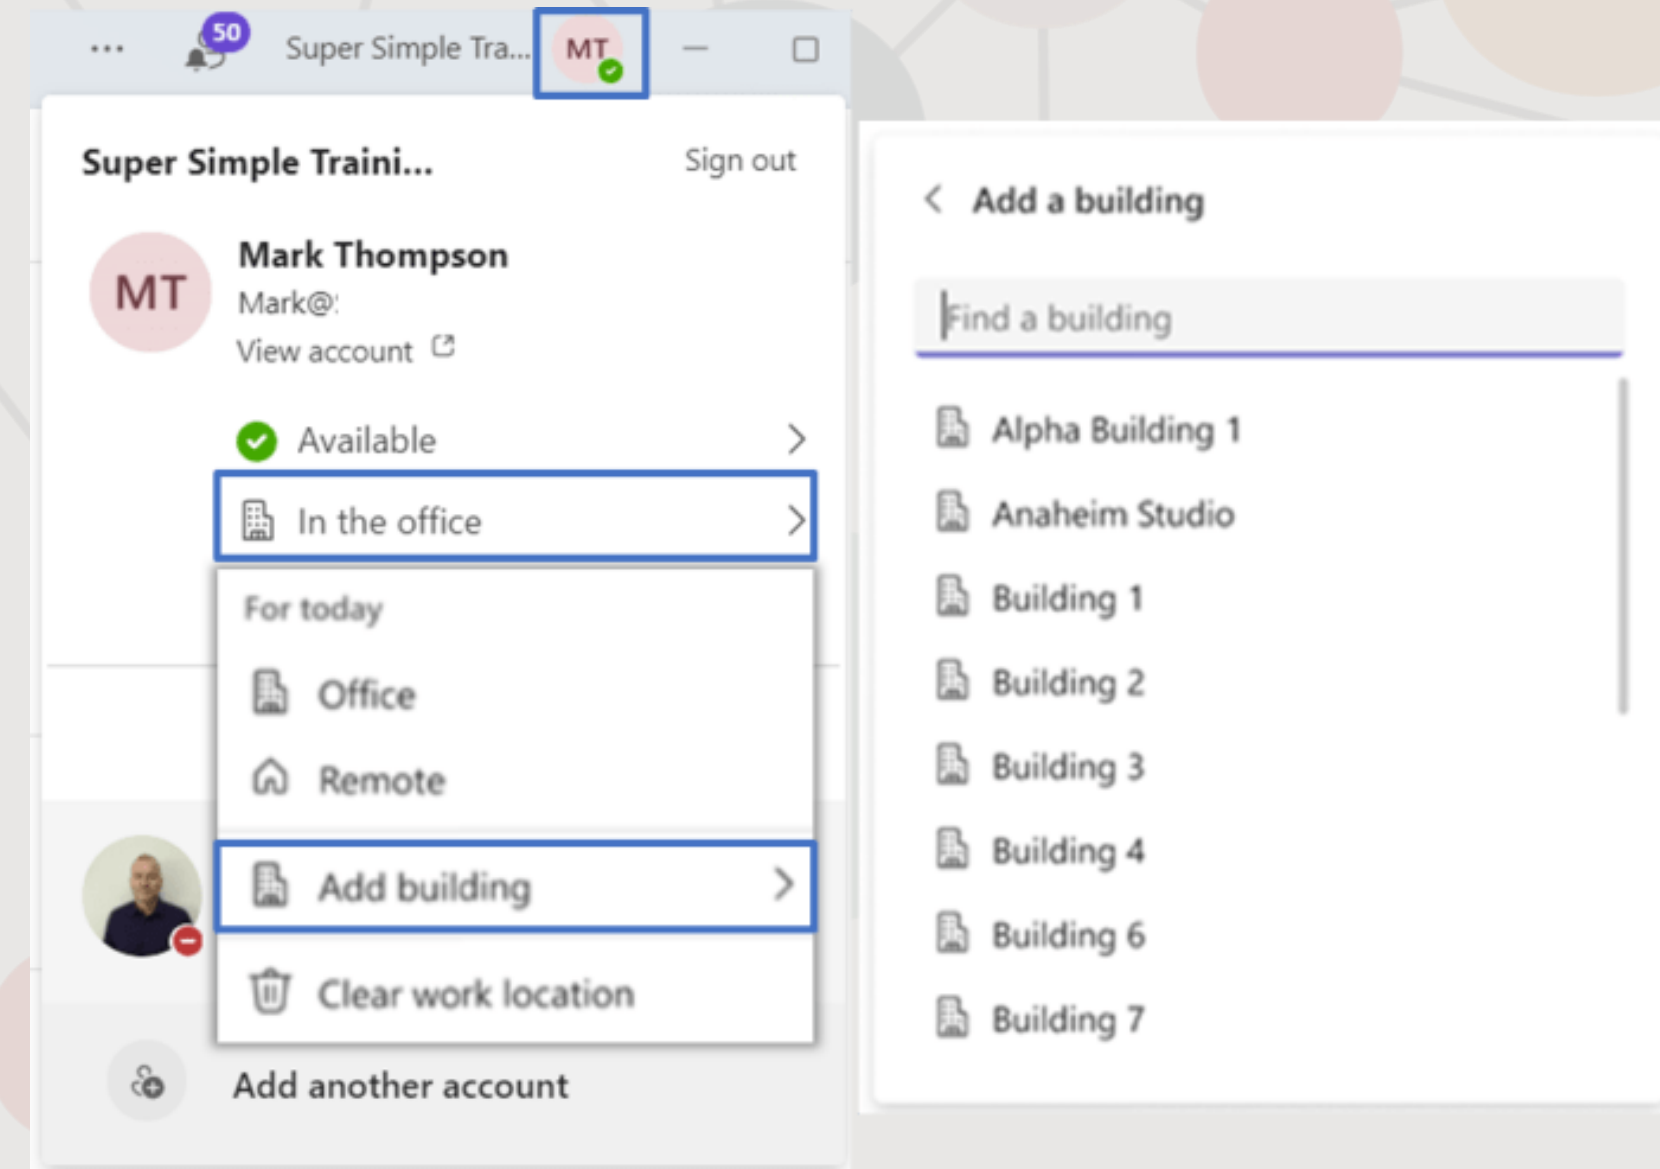 50
Super Simple Tra...
MT
Super Simple Traini...
Sign out
MT
Mark Thompson
Mark@
View account
Available
In the office
For today
Office
Remote
Add building
Clear work location
Add another account
Add a building
Find a building
Alpha Building 1
Anaheim Studio
Building 1
Building 2
Building 3
Building 4
Building 6
Building 7